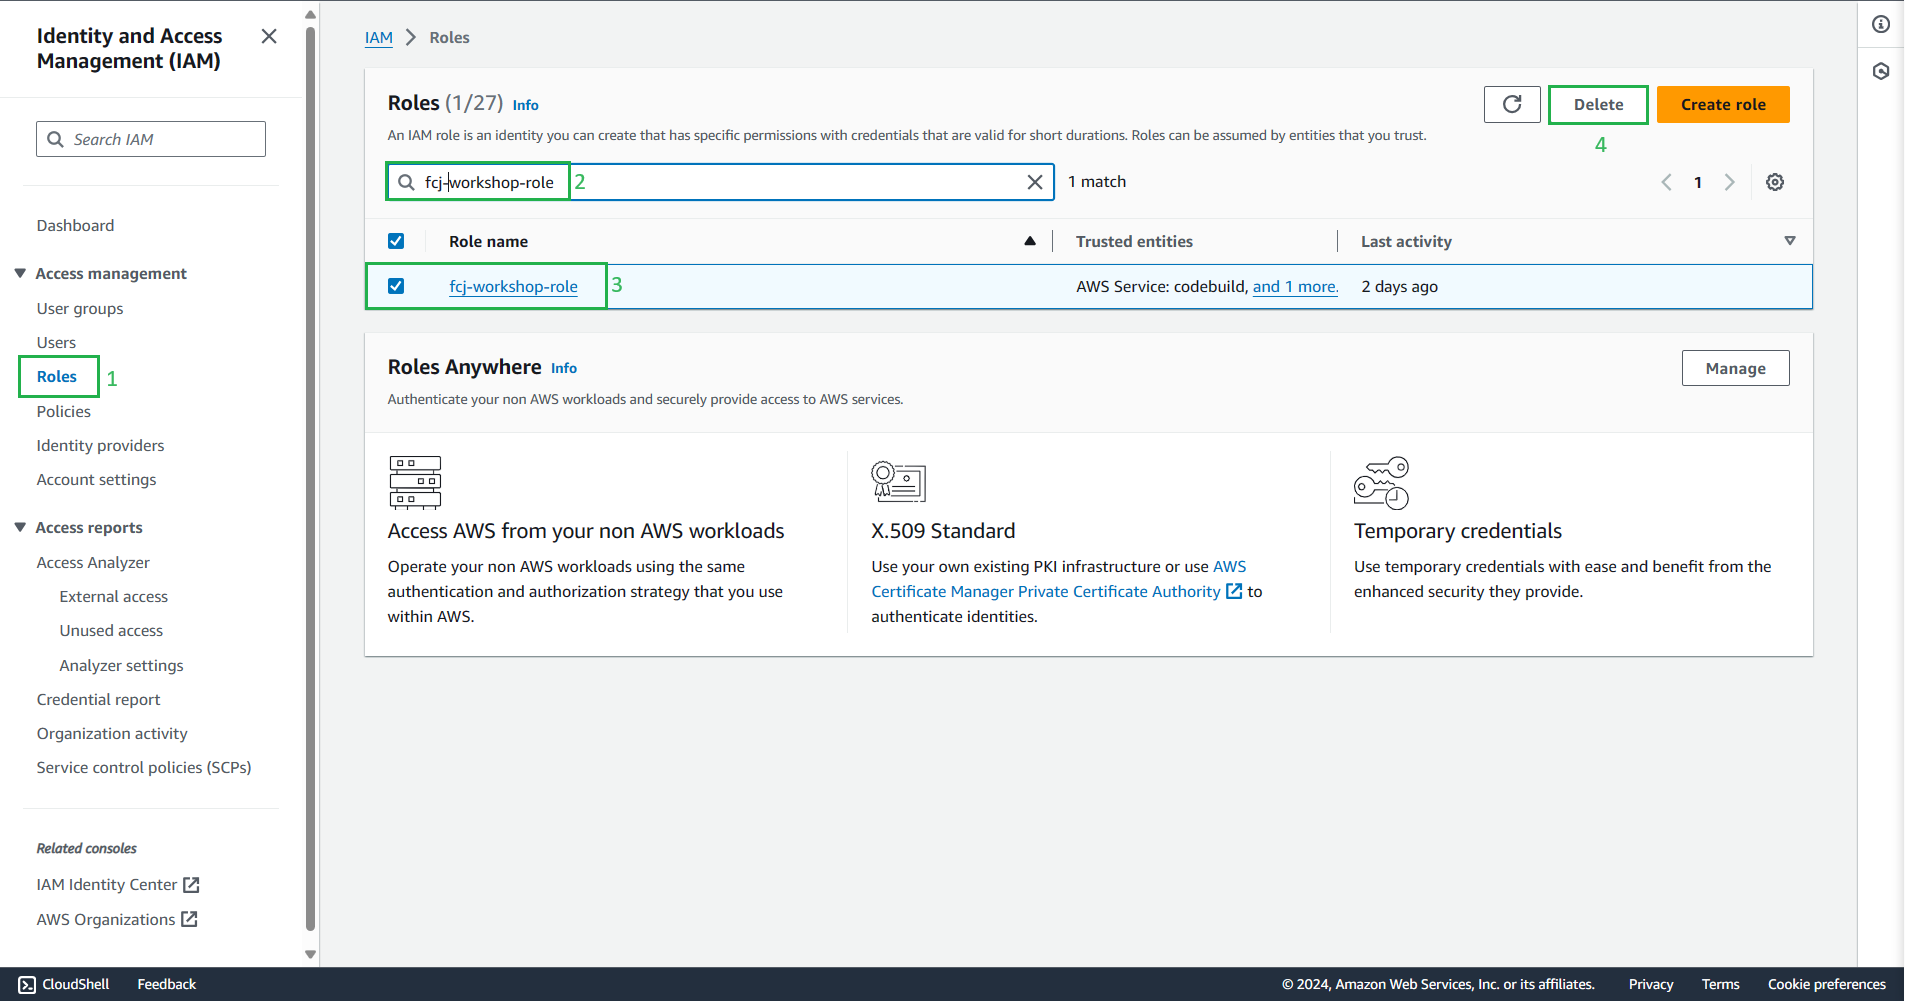 Identity and Access
Management (IAM)
Search IAM
Dashboard
Access management
User groups
Users
Roles
1
Policies
Identity providers
Account settings
Access reports
Access Analyzer
External access
Unused access
Analyzer settings
Credential report
Organization activity
Service control policies (SCPs)
Related consoles
IAM Identity Center
AWS Organizations
IAM > Roles
Roles (1/27) Info
Delete
Create role
An IAM role is an identity you can create that has specific permissions with credentials that are valid for short durations. Roles can be assumed by entities that you trust.
4
fcj-workshop-role
2
1 match
1
Role name Trusted entities Last activity
fcj-workshop-role 3 AWS Service: codebuild, and 1 more. 2 days ago
Roles Anywhere Info
Manage
Authenticate your non AWS workloads and securely provide access to AWS services.
Access AWS from your non AWS workloads
Operate your non AWS workloads using the same
authentication and authorization strategy that you use
within AWS.
X.509 Standard
Use your own existing PKI infrastructure or use AWS
Certificate Manager Private Certificate Authority to
authenticate identities.
Temporary credentials
Use temporary credentials with ease and benefit from the
enhanced security they provide.
CloudShell Feedback © 2024, Amazon Web Services, Inc. or its affiliates. Privacy Terms Cookie preferences